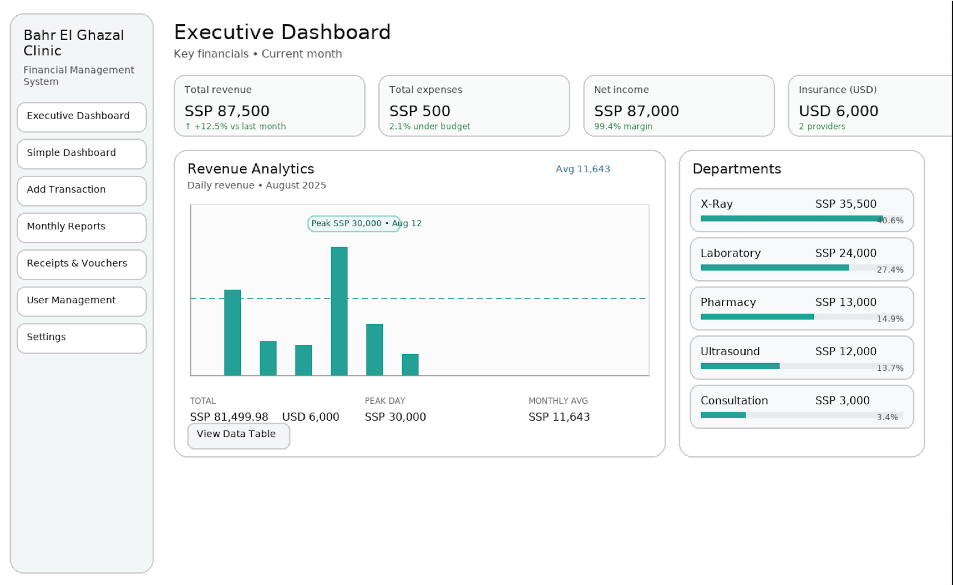 Bahr El Ghazal
Clinic
Financial Management
System
Executive Dashboard
Simple Dashboard
Add Transaction
Monthly Reports
Receipts & Vouchers
User Management
Settings
Executive Dashboard
Key financials • Current month
Total revenue
SSP 87,500
↑ +12.5% vs last month
Total expenses
SSP 500
2.1% under budget
Net income
SSP 87,000
99.4% margin
Insurance (USD)
USD 6,000
2 providers
Revenue Analytics
Avg 11,643
Daily revenue • August 2025
Peak SSP 30,000 • Aug 12
TOTAL
SSP 81,499.98 USD 6,000
PEAK DAY
SSP 30,000
MONTHLY AVG
SSP 11,643
View Data Table
Departments
X-Ray SSP 35,500
40.6%
Laboratory SSP 24,000
27.4%
Pharmacy SSP 13,000
14.9%
Ultrasound SSP 12,000
13.7%
Consultation SSP 3,000
3.4%